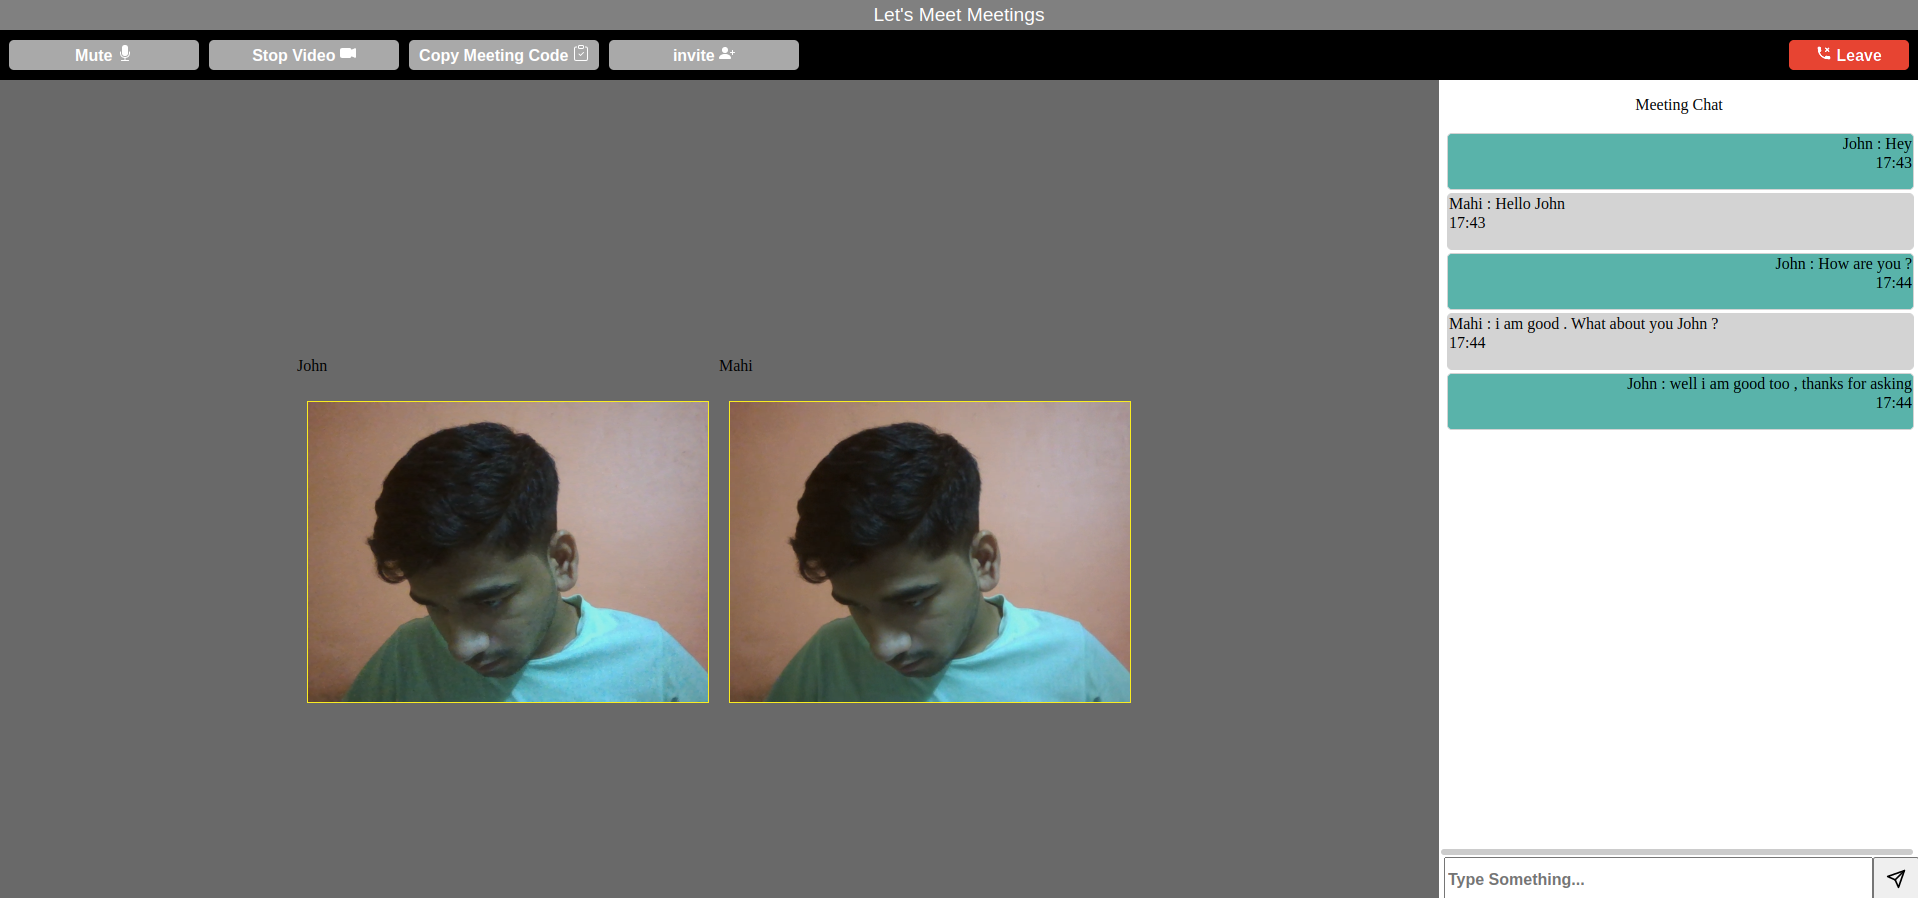 Let's Meet Meetings
Mute
Stop Video
Copy Meeting Code
invite
Leave
John
Mahi
Meeting Chat
John : Hey
17:43
Mahi : Hello John
17:43
John : How are you ?
17:44
Mahi : i am good . What about you John ?
17:44
John : well i am good too , thanks for asking
17:44
Type Something...